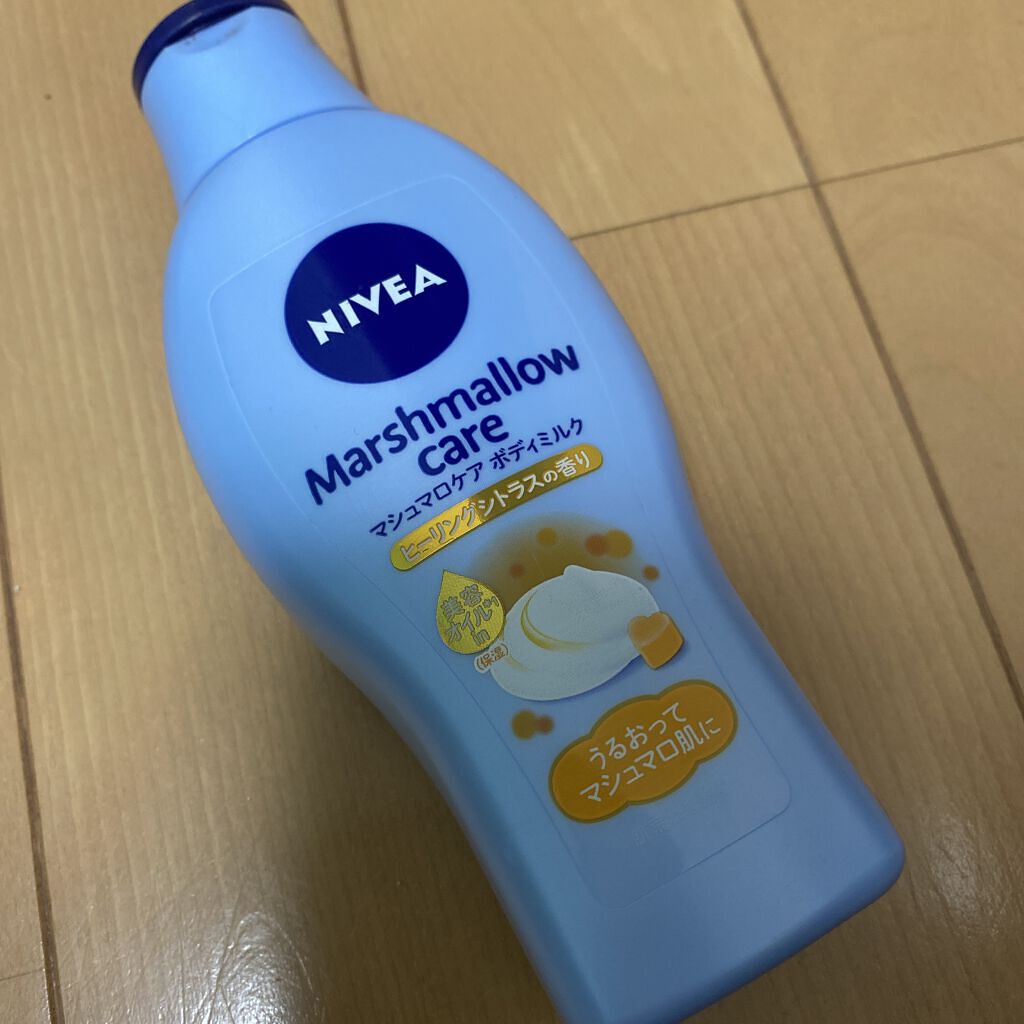 NIVEA
Marshmallow
care
マシュマロケア ボディミルク
ヒーリングシトラスの香り
美容
オイル*1
in
(保湿)
うるおって
マシュマロ肌に